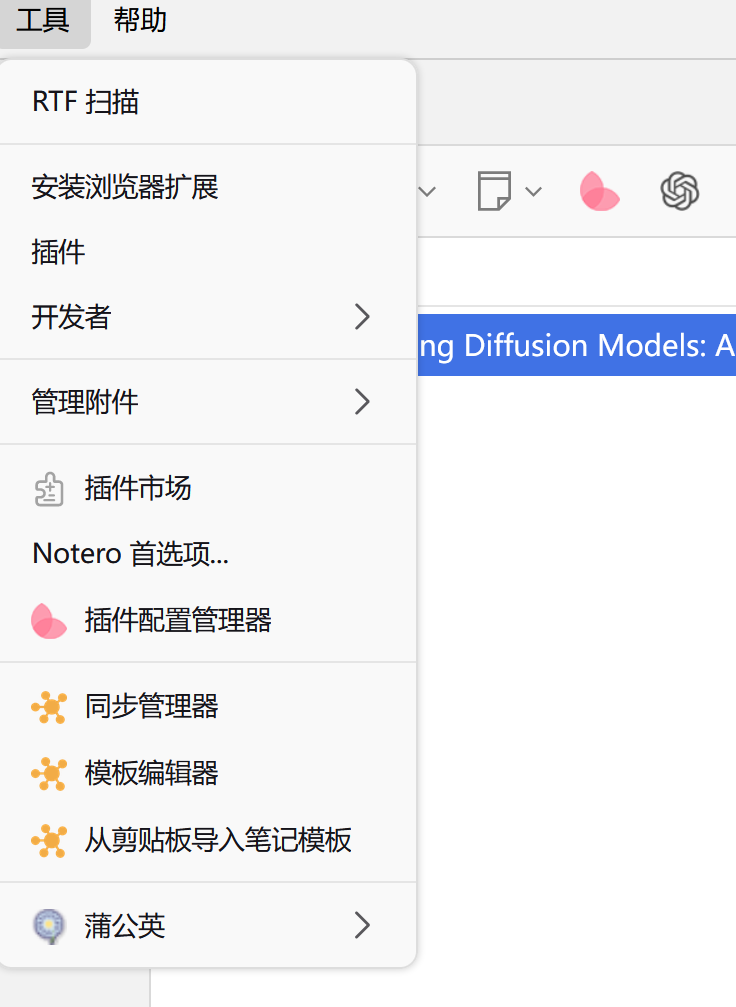 工具 帮助
RTF 扫描
安装浏览器扩展
插件
开发者
ng Diffusion Models: A
管理附件
插件市场
Notero 首选项...
插件配置管理器
同步管理器
模板编辑器
从剪贴板导入笔记模板
蒲公英